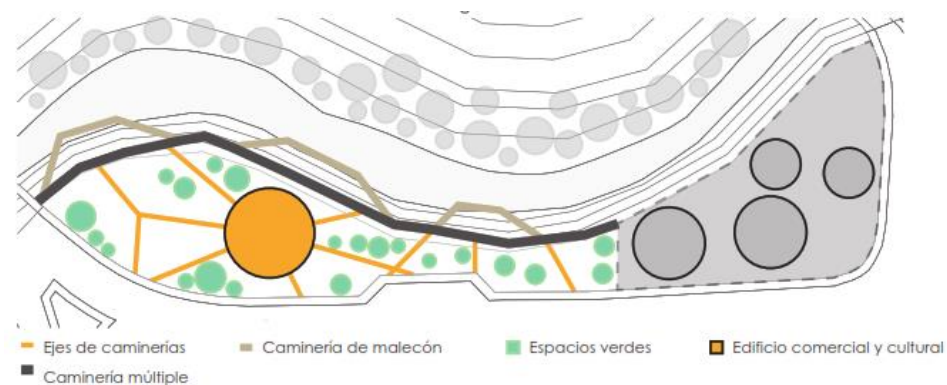 Ejes de caminerías
Caminería de malecón
Espacios verdes
Edificio comercial y cultural
Caminería múltiple